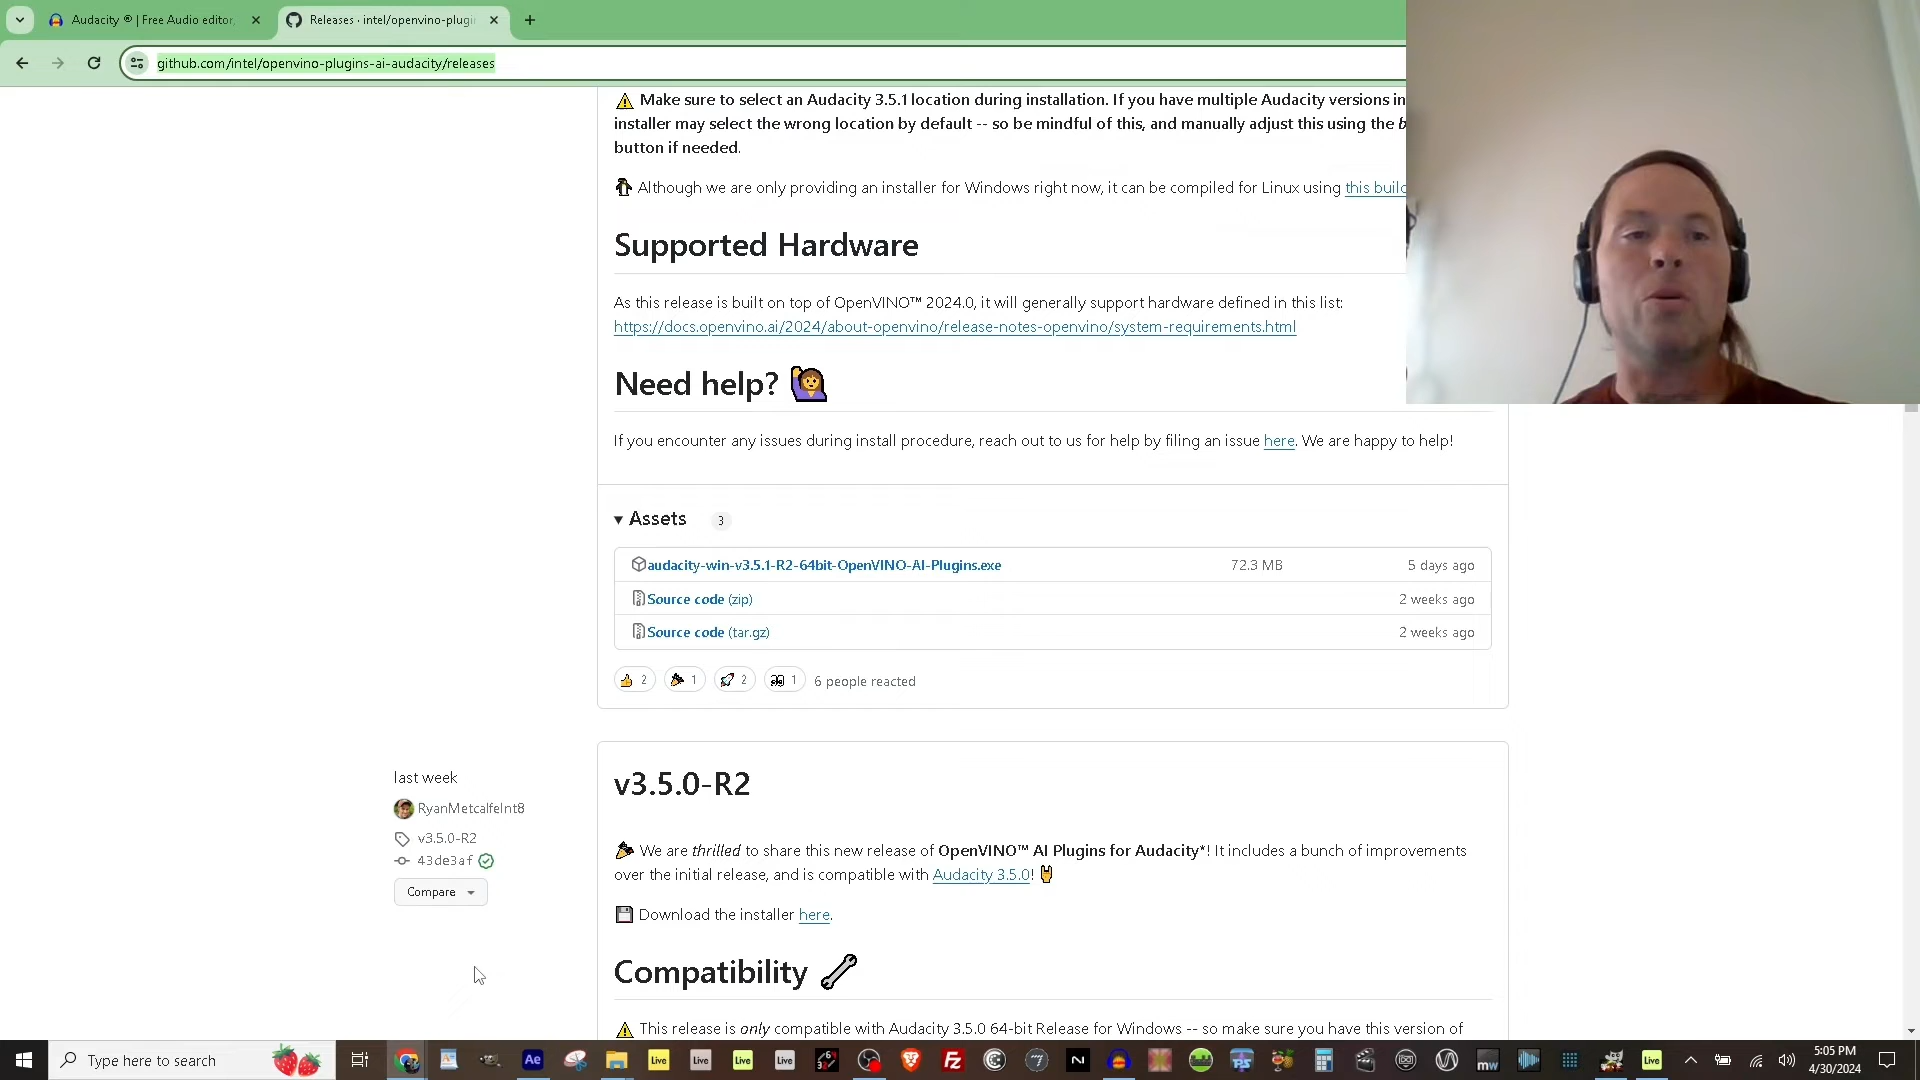 Audacity ® | Free Audio editor,
Releases · intel/openvino-plugi
github.com/intel/openvino-plugins-ai-audacity/releases
⚠️ Make sure to select an Audacity 3.5.1 location during installation. If you have multiple Audacity versions in
installer may select the wrong location by default -- so be mindful of this, and manually adjust this using the b
button if needed.
🐧 Although we are only providing an installer for Windows right now, it can be compiled for Linux using this build
Supported Hardware
As this release is built on top of OpenVINO™ 2024.0, it will generally support hardware defined in this list:
https://docs.openvino.ai/2024/about-openvino/release-notes-openvino/system-requirements.html
Need help? 🙋
If you encounter any issues during install procedure, reach out to us for help by filing an issue here. We are happy to help!
Assets 3
audacity-win-v3.5.1-R2-64bit-OpenVINO-AI-Plugins.exe 72.3 MB 5 days ago
Source code (zip) 2 weeks ago
Source code (tar.gz) 2 weeks ago
👍 2 🎉 1 🚀 2 👀 1 6 people reacted
last week
RyanMetcalfeInt8
v3.5.0-R2
43de3af
Compare
v3.5.0-R2
🎉 We are thrilled to share this new release of OpenVINO™ AI Plugins for Audacity*! It includes a bunch of improvements
over the initial release, and is compatible with Audacity 3.5.0! 🤘
💾 Download the installer here.
Compatibility 🔧
⚠️ This release is only compatible with Audacity 3.5.0 64-bit Release for Windows -- so make sure you have this version of
Type here to search
Ae
Live
Live
Live
Live
Fz
mw
Live
5:05 PM
4/30/2024